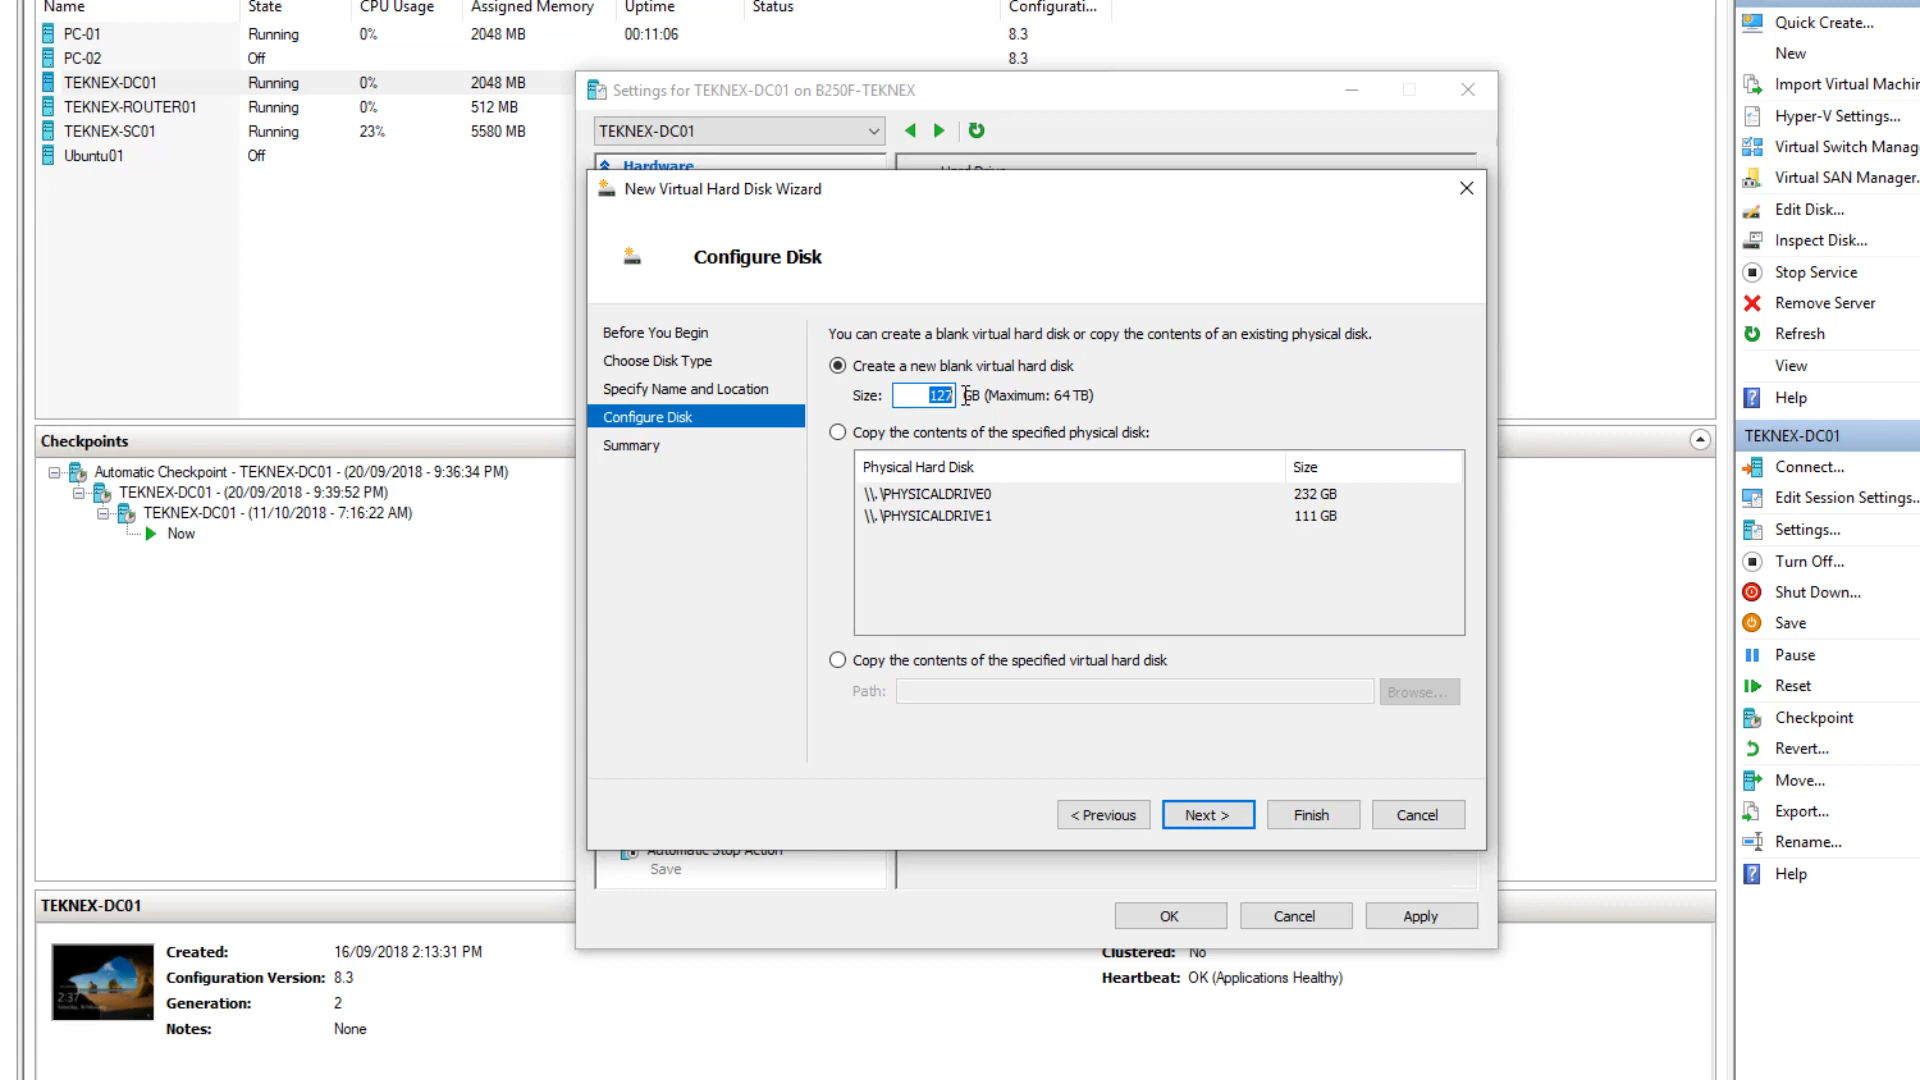 Name State CPU Usage Assigned Memory Uptime Status Configurati...
PC-01 Running 0% 2048 MB 00:11:06 8.3
PC-02 Off 8.3
TEKNEX-DC01 Running 0% 2048 MB
TEKNEX-ROUTER01 Running 0% 512 MB
TEKNEX-SC01 Running 23% 5580 MB
Ubuntu01 Off
Checkpoints
Automatic Checkpoint - TEKNEX-DC01 - (20/09/2018 - 9:36:34 PM)
TEKNEX-DC01 - (20/09/2018 - 9:39:52 PM)
TEKNEX-DC01 - (11/10/2018 - 7:16:22 AM)
Now
TEKNEX-DC01
Created: 16/09/2018 2:13:31 PM
Configuration Version: 8.3
Generation: 2
Notes: None
Clustered: No
Heartbeat: OK (Applications Healthy)
2:37
Settings for TEKNEX-DC01 on B250F-TEKNEX
TEKNEX-DC01
Hardware
Hard Drive
New Virtual Hard Disk Wizard
Configure Disk
Before You Begin
Choose Disk Type
Specify Name and Location
Configure Disk
Summary
You can create a blank virtual hard disk or copy the contents of an existing physical disk.
Create a new blank virtual hard disk
Size: 127 GB (Maximum: 64 TB)
Copy the contents of the specified physical disk:
Physical Hard Disk Size
\\.\PHYSICALDRIVE0 232 GB
\\.\PHYSICALDRIVE1 111 GB
Copy the contents of the specified virtual hard disk
Path: Browse...
< Previous Next > Finish Cancel
Automatic Stop Action
Save
OK Cancel Apply
Quick Create...
New
Import Virtual Machin
Hyper-V Settings...
Virtual Switch Manag
Virtual SAN Manager.
Edit Disk...
Inspect Disk...
Stop Service
Remove Server
Refresh
View
Help
TEKNEX-DC01
Connect...
Edit Session Settings..
Settings...
Turn Off...
Shut Down...
Save
Pause
Reset
Checkpoint
Revert...
Move...
Export...
Rename...
Help